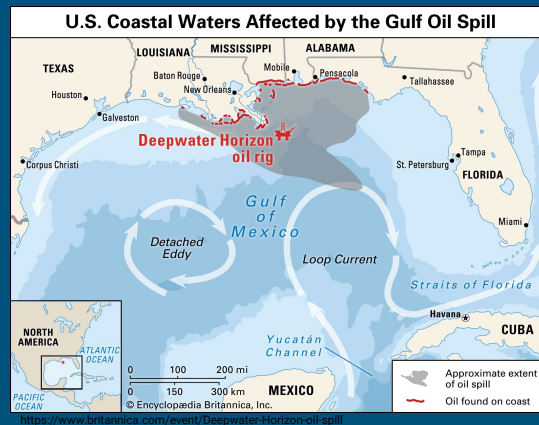 U.S. Coastal Waters Affected by the Gulf Oil Spill
LOUISIANA
MISSISSIPPI
ALABAMA
TEXAS
Baton Rouge
Mobile
Pensacola
Tallahassee
Houston
New Orleans
Galveston
Deepwater Horizon
oil rig
Corpus Christi
Tampa
St. Petersburg
FLORIDA
Gulf
of
Mexico
Miami
Detached
Eddy
Loop Current
Straits of Florida
Havana
CUBA
Yucatán
Channel
NORTH
AMERICA
ATLANTIC
OCEAN
PACIFIC
OCEAN
0 100 200 mi
0 150 300 km
© Encyclopædia Britannica, Inc.
MEXICO
Approximate extent
of oil spill
Oil found on coast
https://www.britannica.com/event/Deepwater-Horizon-oil-spill